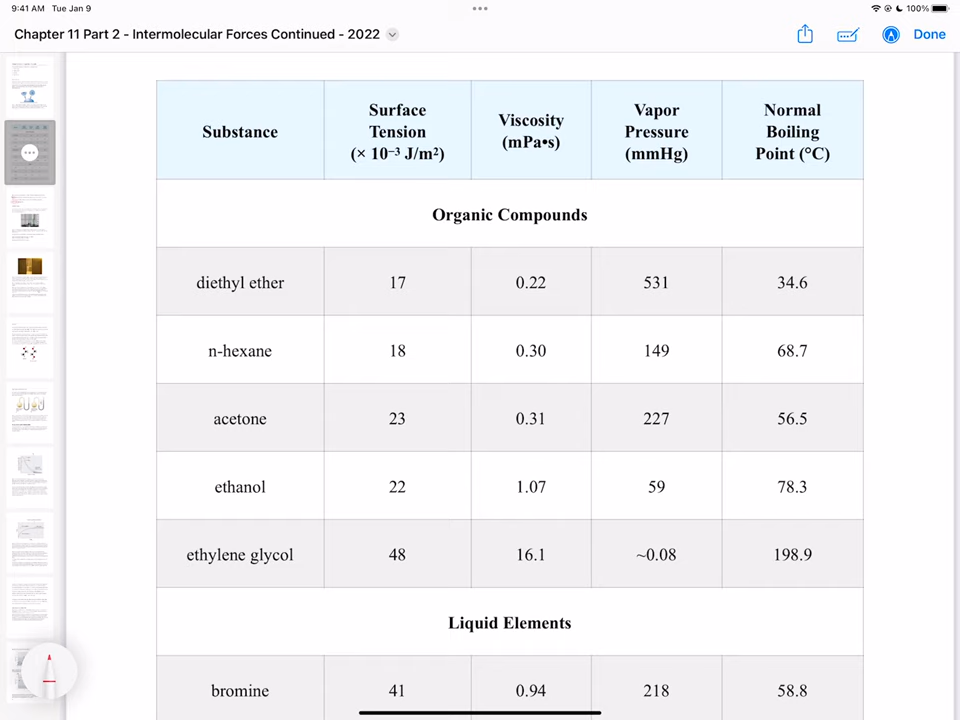 9:41 AM Tue Jan 9
100%
Chapter 11 Part 2 - Intermolecular Forces Continued - 2022
Done
Substance
Surface
Tension
(× 10⁻³ J/m²)
Viscosity
(mPa•s)
Vapor
Pressure
(mmHg)
Normal
Boiling
Point (°C)
Organic Compounds
diethyl ether 17 0.22 531 34.6
n-hexane 18 0.30 149 68.7
acetone 23 0.31 227 56.5
ethanol 22 1.07 59 78.3
ethylene glycol 48 16.1 ~0.08 198.9
Liquid Elements
bromine 41 0.94 218 58.8